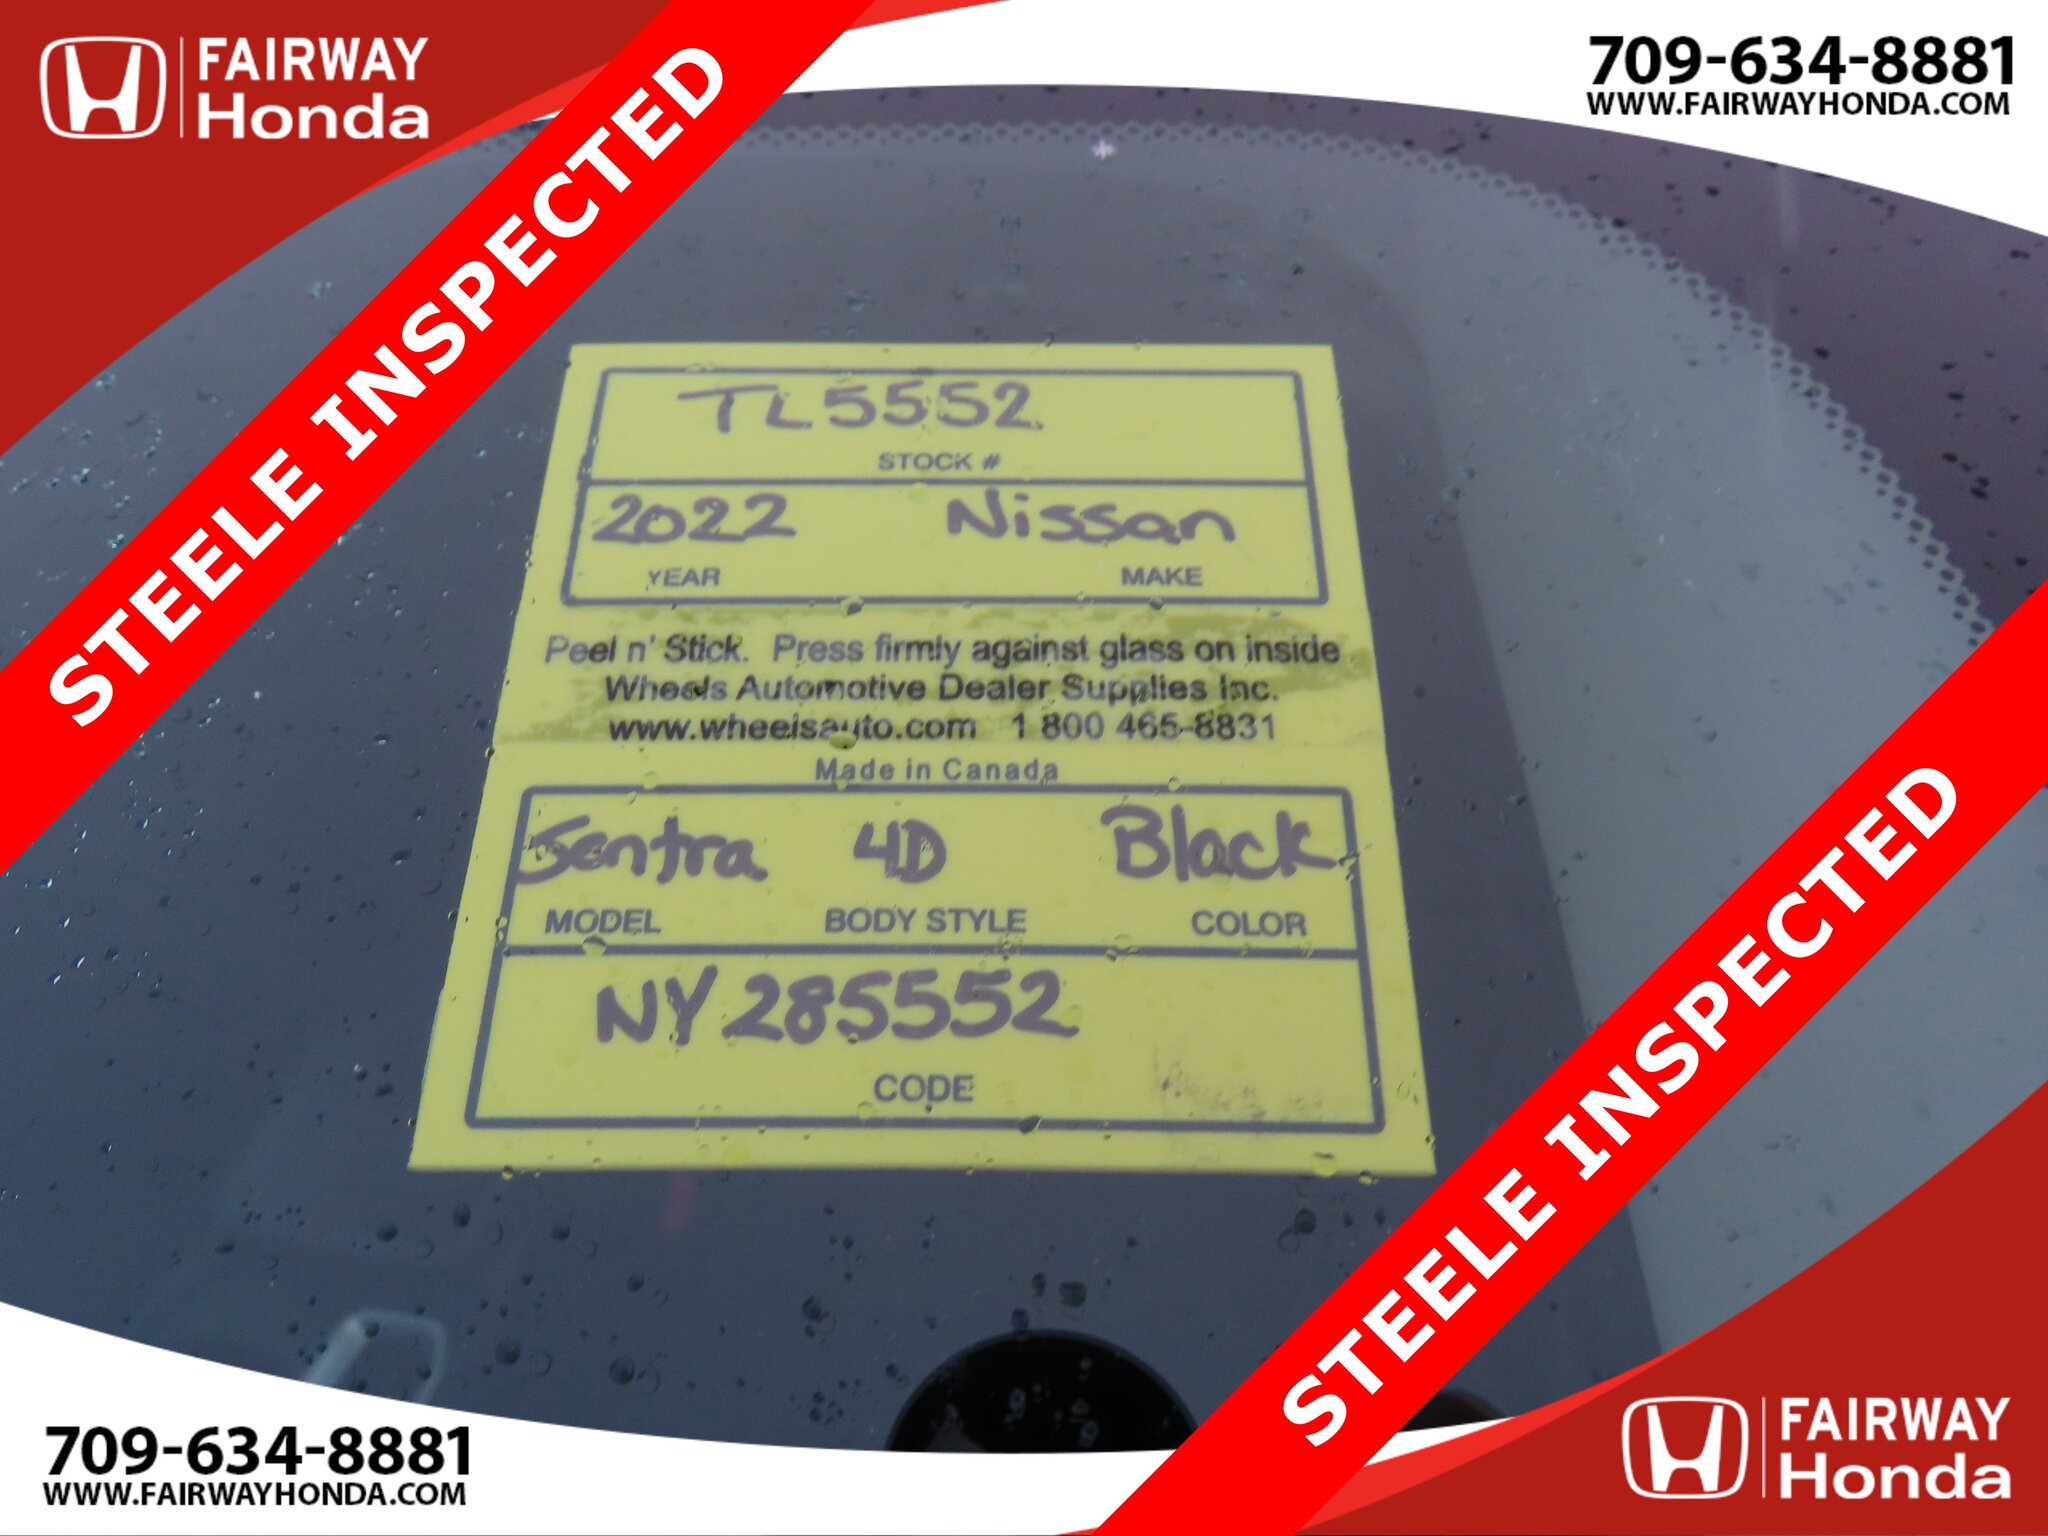 FAIRWAY
Honda
709-634-8881
WWW.FAIRWAYHONDA.COM
STEELE INSPECTED
TL5552
STOCK #
2022 Nissan
YEAR MAKE
Peel n' Stick. Press firmly against glass on inside
Wheels Automotive Dealer Supplies Inc.
www.wheelsauto.com 1 800 465-8831
Made in Canada
Sentra 4D Black
MODEL BODY STYLE COLOR
NY285552
CODE
STEELE INSPECTED
709-634-8881
WWW.FAIRWAYHONDA.COM
FAIRWAY
Honda